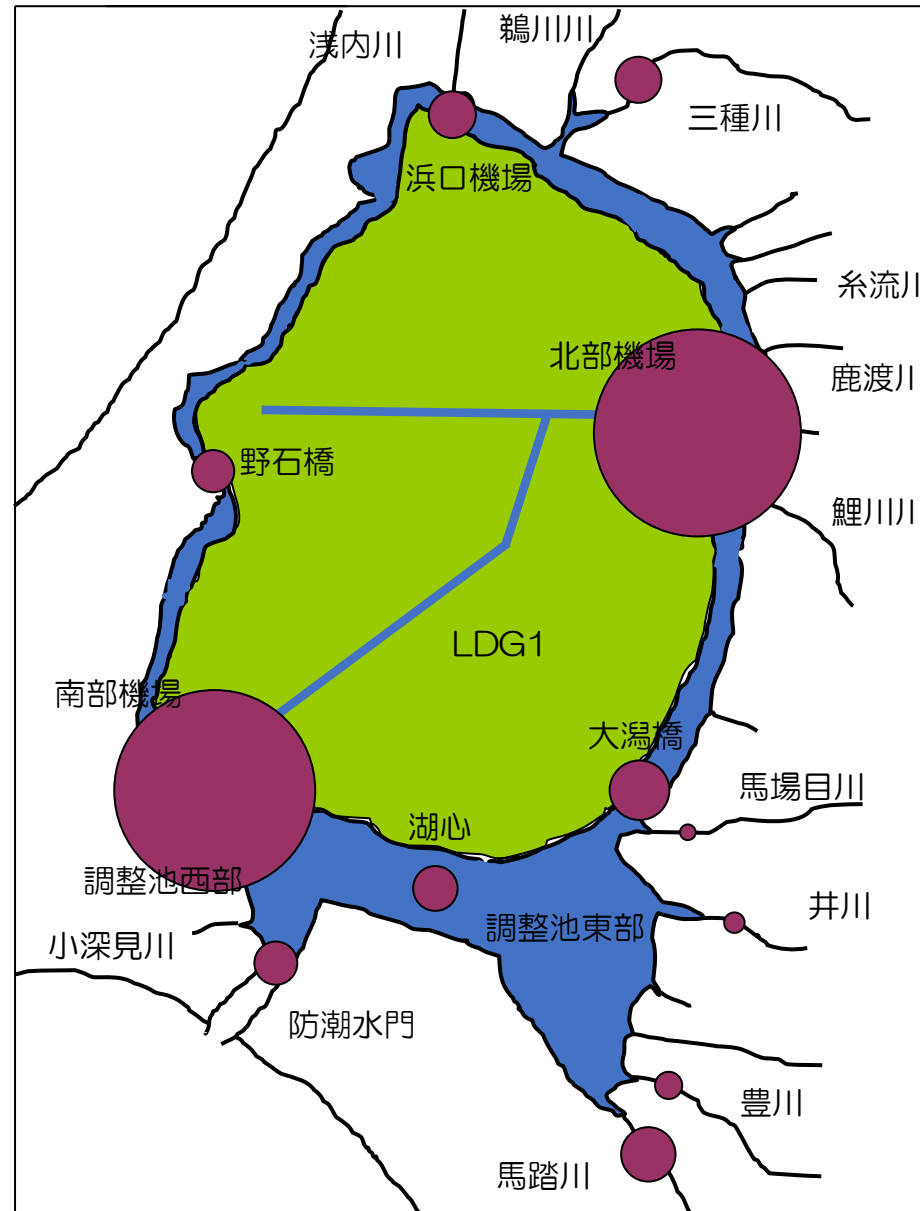 浅内川
鵜川川
三種川
浜口機場
糸流川
北部機場
鹿渡川
野石橋
鯉川川
LDG1
南部機場
大潟橋
馬場目川
湖心
調整池西部
井川
調整池東部
小深見川
防潮水門
豊川
馬踏川